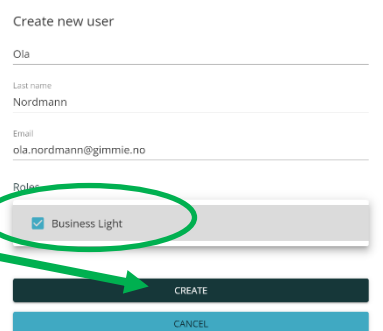 Create new user
Ola
Last name
Nordmann
Email
ola.nordmann@gimmie.no
Roles
Business Light
CREATE
CANCEL